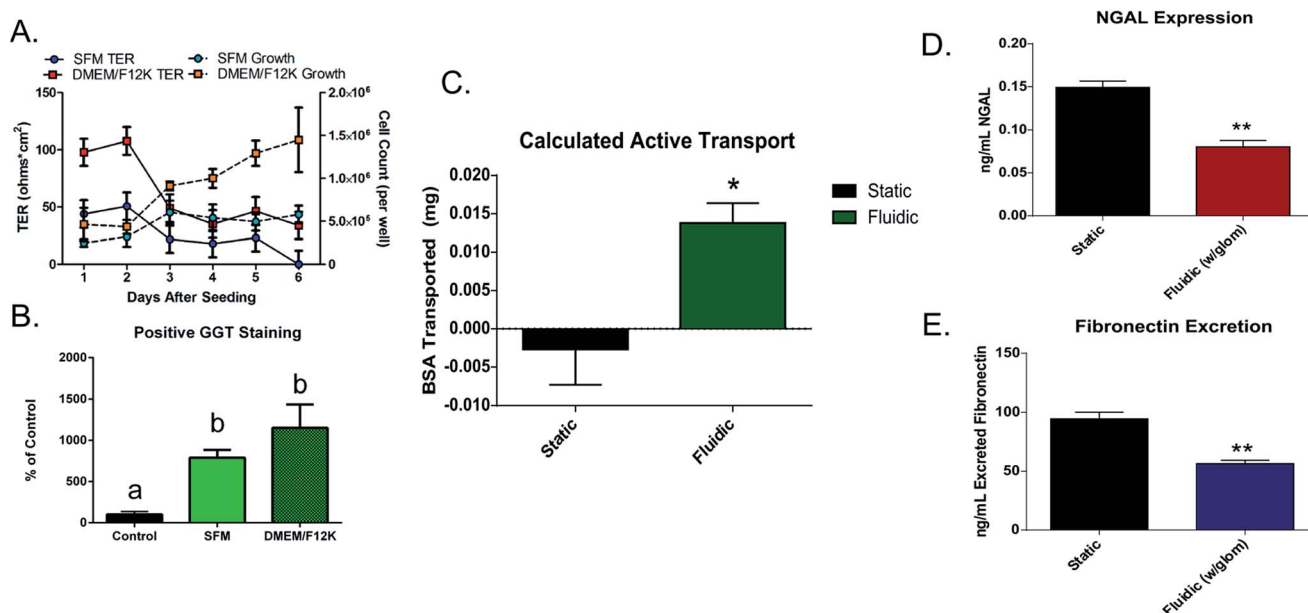 A.
SFM TER
SFM Growth
DMEM/F12K TER
DMEM/F12K Growth
150
100
50
0
TER (ohms*cm²)
2.0×10⁶
1.5×10⁶
1.0×10⁶
5.0×10⁵
0
Cell Count (per well)
1 2 3 4 5 6
Days After Seeding
B.
Positive GGT Staining
2000
1500
1000
500
0
% of Control
a
b
b
Control SFM DMEM/F12K
C.
Calculated Active Transport
0.020
0.015
0.010
0.005
0.000
-0.005
-0.010
BSA Transported (mg)
*
Static
Fluidic
Static
Fluidic
D.
NGAL Expression
0.20
0.15
0.10
0.05
0.00
ng/mL NGAL
**
Static
Fluidic (w/glom)
E.
Fibronectin Excretion
150
100
50
0
ng/mL Excreted Fibronectin
**
Static
Fluidic (w/glom)